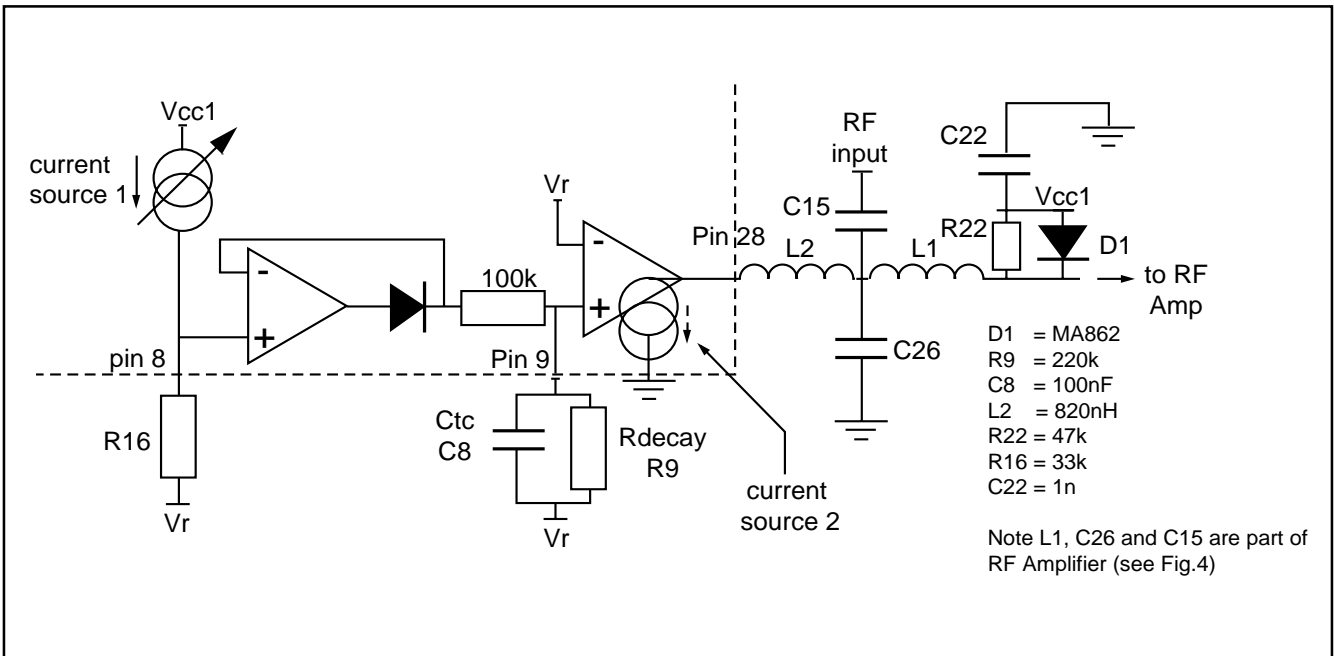 Vcc1
current
source 1
Vr
-
+
pin 8
R16
Vr
100k
Pin 9
-
+
Ctc
C8
Rdecay
R9
Vr
current
source 2
Pin 28
L2
RF
input
C15
L1
C26
C22
Vcc1
R22
D1
to RF
Amp
D1 = MA862
R9 = 220k
C8 = 100nF
L2 = 820nH
R22 = 47k
R16 = 33k
C22 = 1n
Note L1, C26 and C15 are part of
RF Amplifier (see Fig.4)